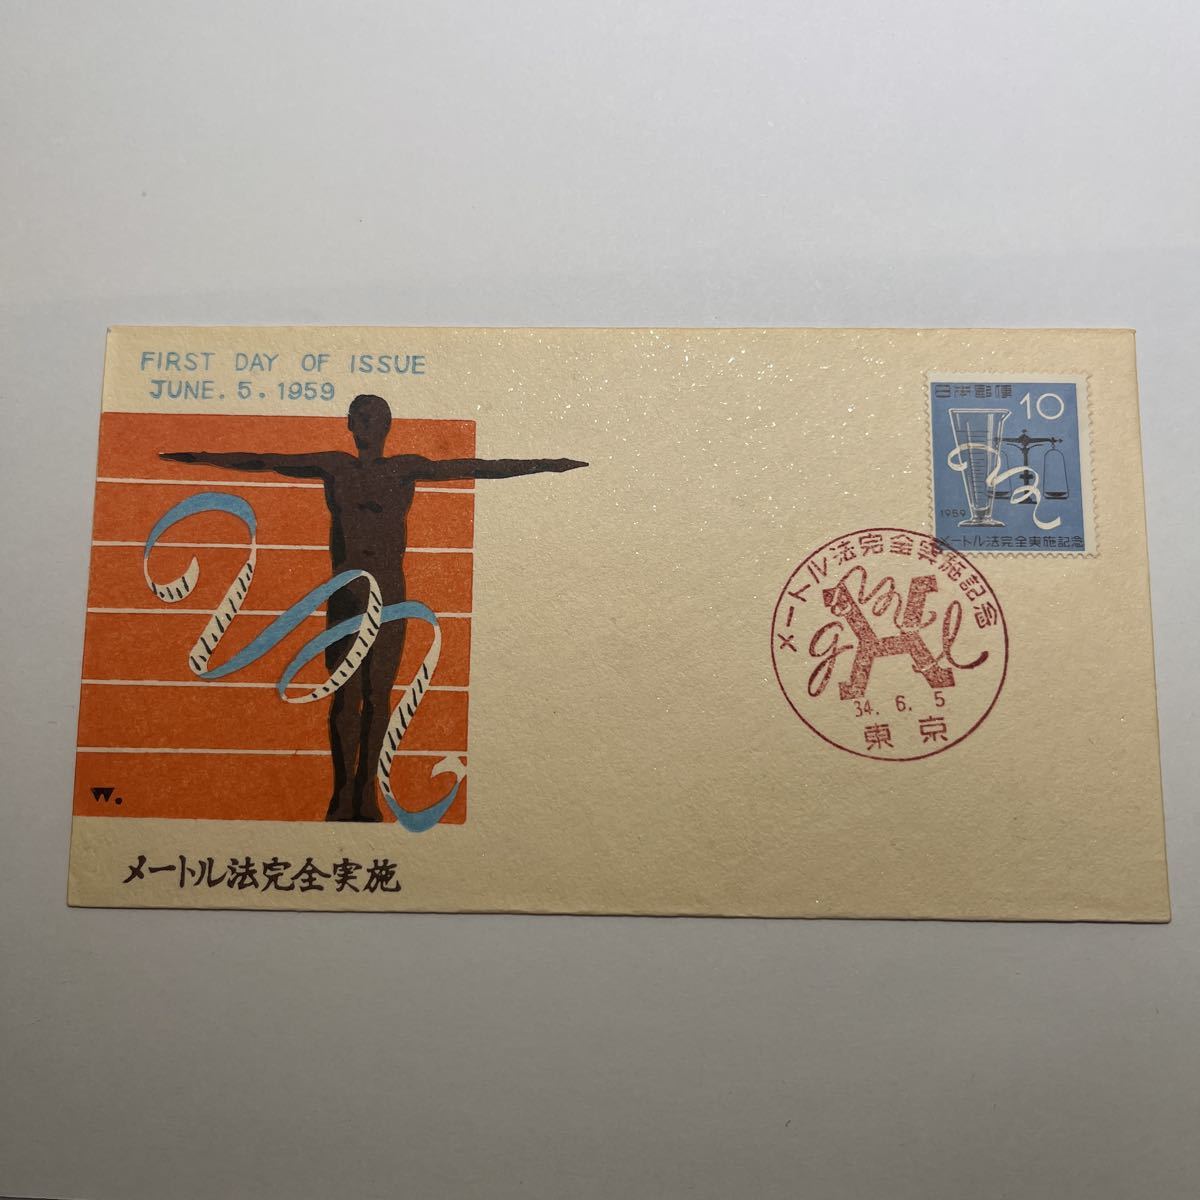 FIRST DAY OF ISSUE
JUNE. 5. 1959
W.
メートル法完全実施
日本郵便 10
m
1959
メートル法完全実施記念
メートル法完全実施記念
g m l
34. 6. 5
東京